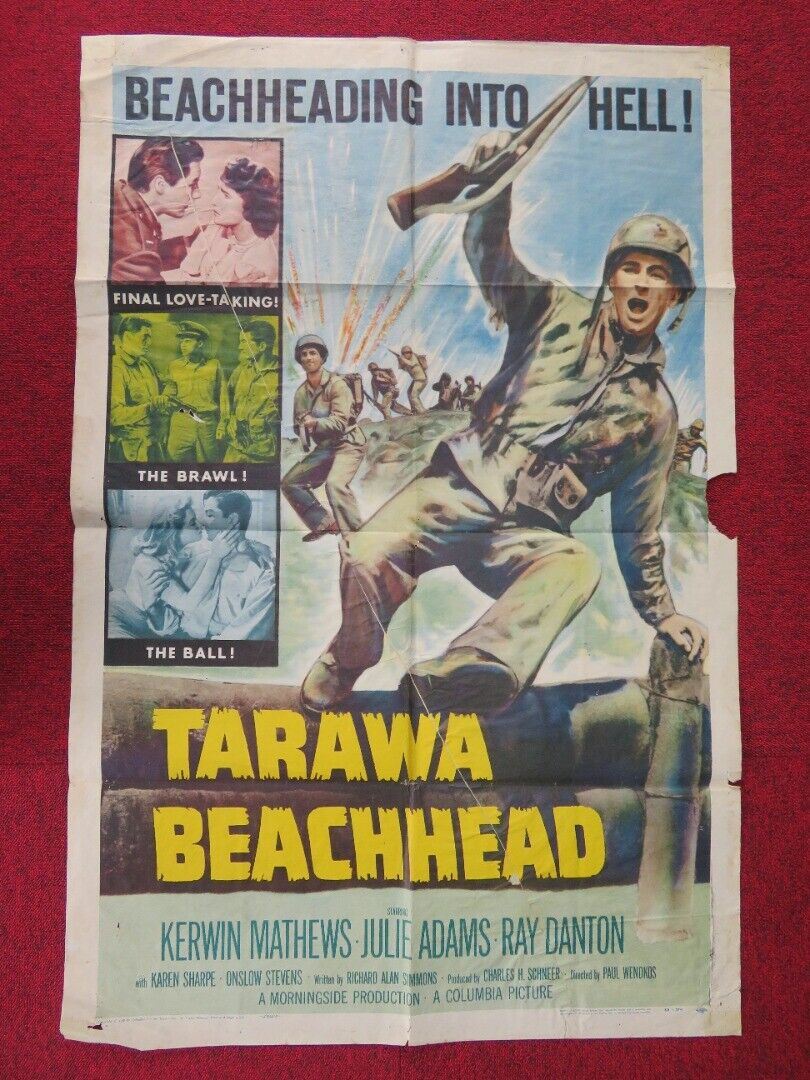 BEACHHEADING INTO HELL!
FINAL LOVE-TAKING!
THE BRAWL!
THE BALL!
TARAWA
BEACHHEAD
STARRING
KERWIN MATHEWS · JULIE ADAMS · RAY DANTON
with KAREN SHARPE · ONSLOW STEVENS · Written by RICHARD ALAN SIMMONS · Produced by CHARLES H. SCHNEER · Directed by PAUL WENDKOS
A MORNINGSIDE PRODUCTION · A COLUMBIA PICTURE